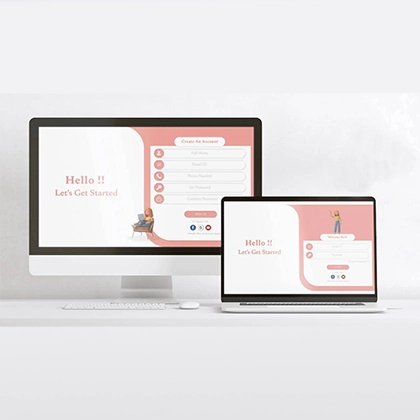 Hello !!
Let's Get Started
Create An Account
Full Name
Email ID
Phone Number
Set Password
Confirm Password
SIGN UP
Hello !!
Let's Get Started
Welcome Back